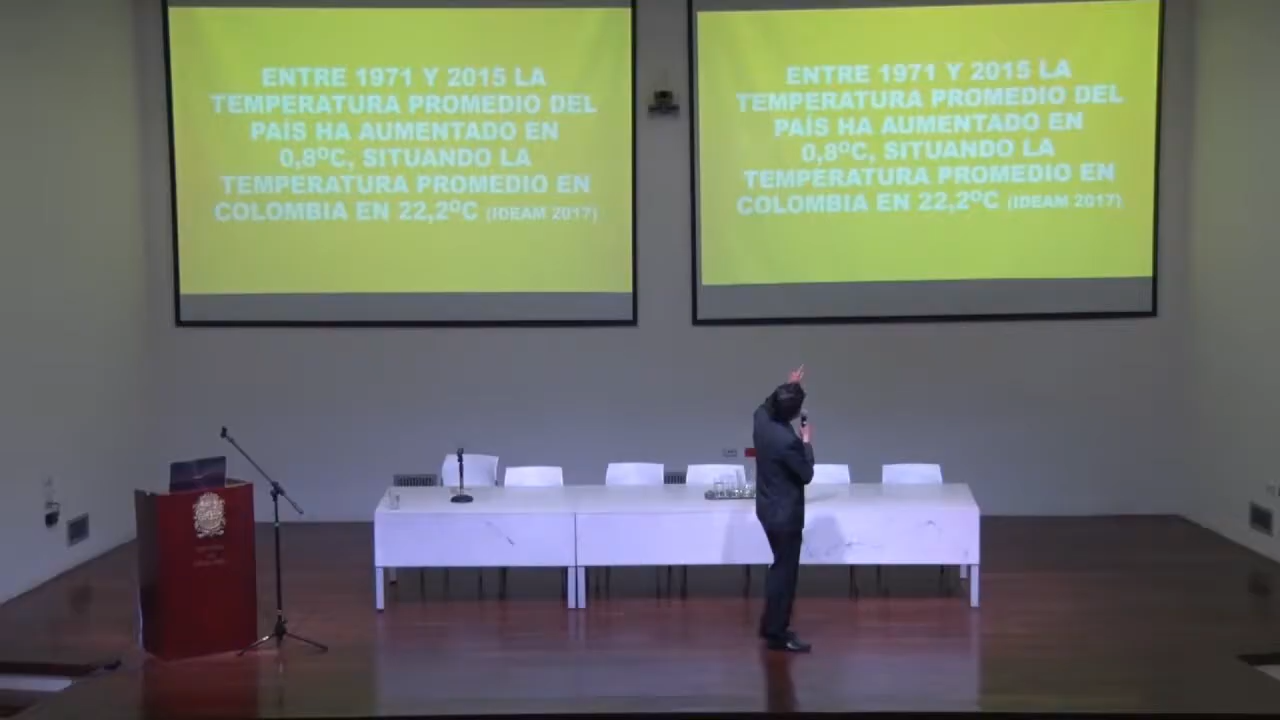 ENTRE 1971 Y 2015 LA
TEMPERATURA PROMEDIO DEL
PAÍS HA AUMENTADO EN
0,8ºC, SITUANDO LA
TEMPERATURA PROMEDIO EN
COLOMBIA EN 22,2ºC (IDEAM 2017)
ENTRE 1971 Y 2015 LA
TEMPERATURA PROMEDIO DEL
PAÍS HA AUMENTADO EN
0,8ºC, SITUANDO LA
TEMPERATURA PROMEDIO EN
COLOMBIA EN 22,2ºC (IDEAM 2017)